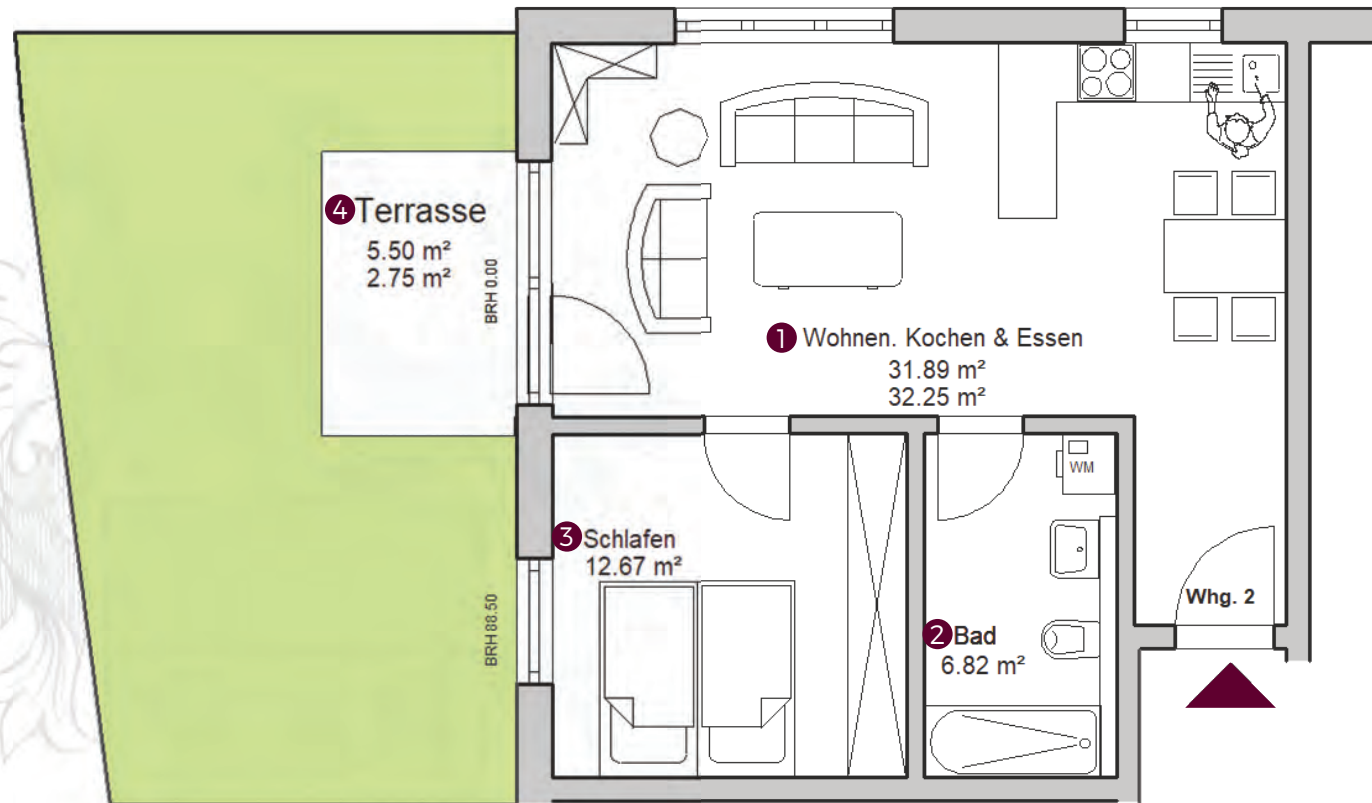 4 Terrasse
5.50 m²
2.75 m²
BRH 0.00
1 Wohnen. Kochen & Essen
31.89 m²
32.25 m²
WM
3 Schlafen
12.67 m²
BRH 88.50
Whg. 2
2 Bad
6.82 m²